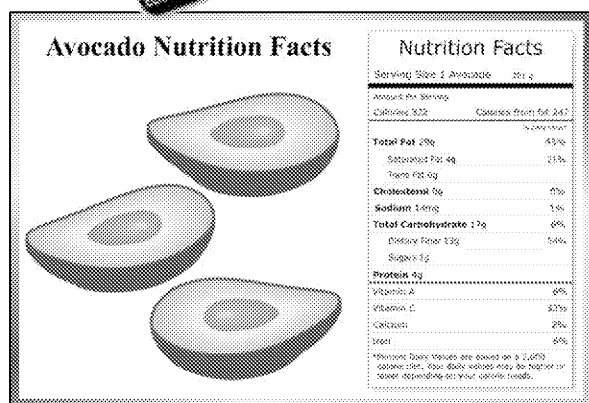 Avocado Nutrition Facts
Nutrition Facts
Serving Size 1 Avocado 201 g
Amount Per Serving
Calories 322 Calories from fat 247
Total Fat 29g 45%
Saturated Fat 4g 21%
Trans Fat 0g
Cholesterol 0g 0%
Sodium 14mg 1%
Total Carbohydrate 17g 6%
Dietary Fiber 13g 54%
Sugars 1g
Protein 4g
Vitamin A 6%
Vitamin C 33%
Calcium 2%
Iron 6%
*Percent Daily Values are based on a 2,000
calorie diet. Your daily values may be higher or
lower depending on your calorie needs.